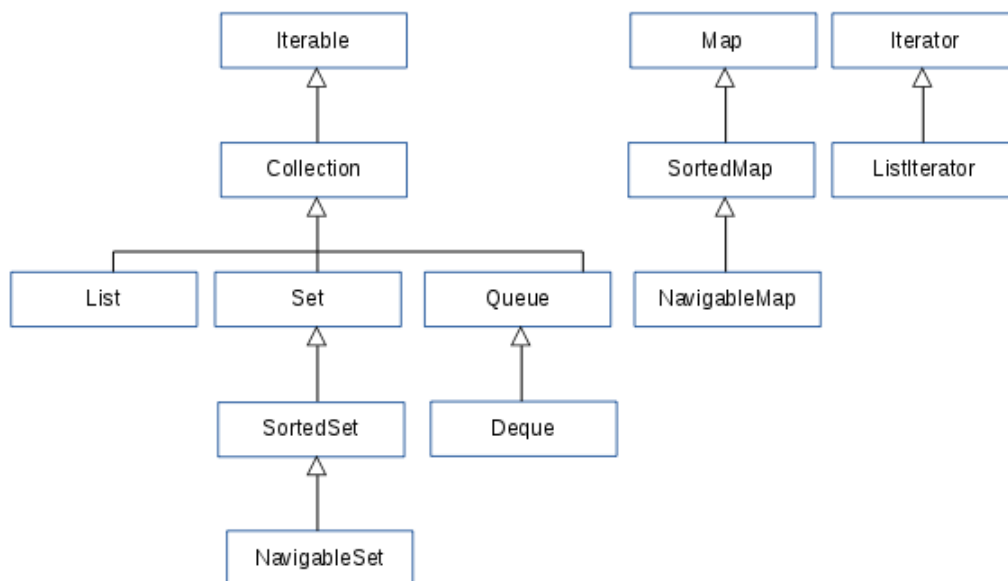 Iterable
Map
Iterator
Collection
SortedMap
ListIterator
List
Set
Queue
NavigableMap
SortedSet
Deque
NavigableSet